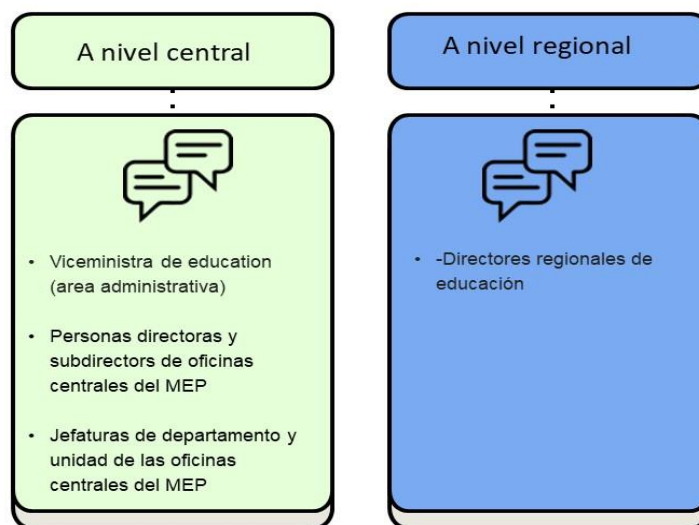 A nivel central
• Viceministra de education
(area administrativa)
• Personas directoras y
subdirectors de oficinas
centrales del MEP
• Jefaturas de departamento y
unidad de las oficinas
centrales del MEP
A nivel regional
• -Directores regionales de
educación